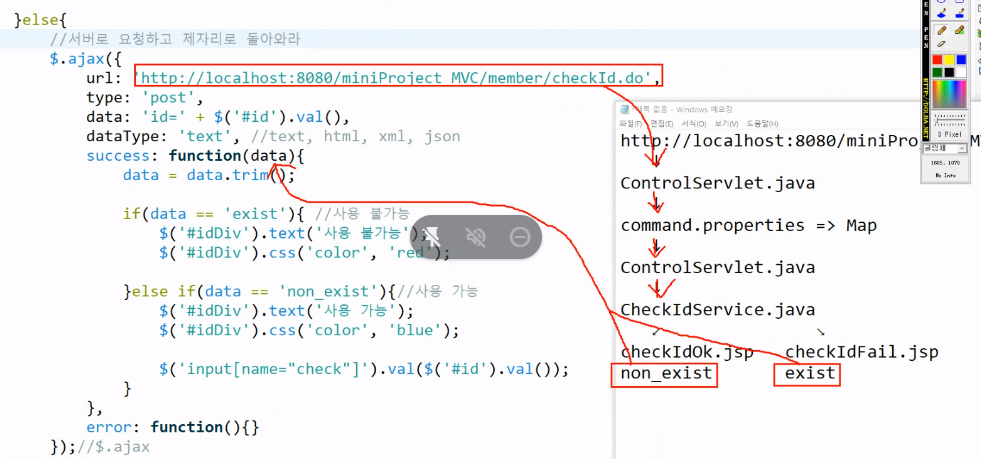 }else{
//서버로 요청하고 제자리로 돌아와라
$.ajax({
url: 'http://localhost:8080/miniProject_MVC/member/checkId.do',
type: 'post',
data: 'id=' + $('#id').val(),
dataType: 'text', //text, html, xml, json
success: function(data){
data = data.trim();
if(data == 'exist'){ //사용 불가능
$('#idDiv').text('사용 불가능');
$('#idDiv').css('color', 'red');
}else if(data == 'non_exist'){//사용 가능
$('#idDiv').text('사용 가능');
$('#idDiv').css('color', 'blue');
$('input[name="check"]').val($('#id').val());
}
},
error: function(){}
});//$.ajax
제목 없음 - Windows 메모장
파일(F) 편집(E) 서식(O) 보기(V) 도움말(H)
http://localhost:8080/miniPro
ControlServlet.java
command.properties => Map
ControlServlet.java
CheckIdService.java
↙ ↘
checkIdOk.jsp checkIdFail.jsp
non_exist exist
3 Pixel
굴림체
1665, 1079
No Info